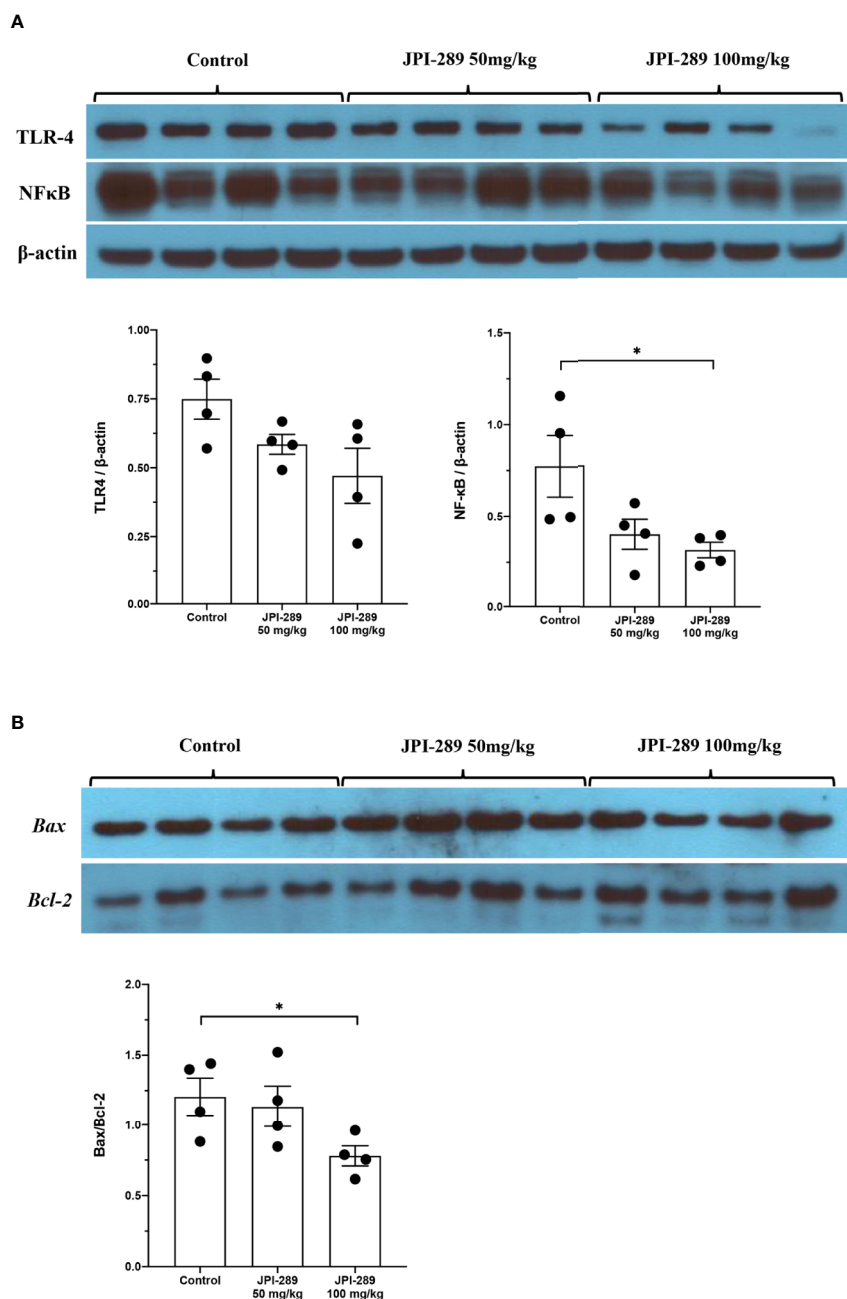 A
Control JPI-289 50mg/kg JPI-289 100mg/kg
TLR-4
NFκB
β-actin
TLR4 / β-actin
1.00
0.75
0.50
0.25
0.00
Control
JPI-289
50 mg/kg
JPI-289
100 mg/kg
NF-κB / β-actin
1.5
1.0
0.5
0.0
*
Control
JPI-289
50 mg/kg
JPI-289
100 mg/kg
B
Control JPI-289 50mg/kg JPI-289 100mg/kg
Bax
Bcl-2
Bax/Bcl-2
2.0
1.5
1.0
0.5
0.0
*
Control
JPI-289
50 mg/kg
JPI-289
100 mg/kg